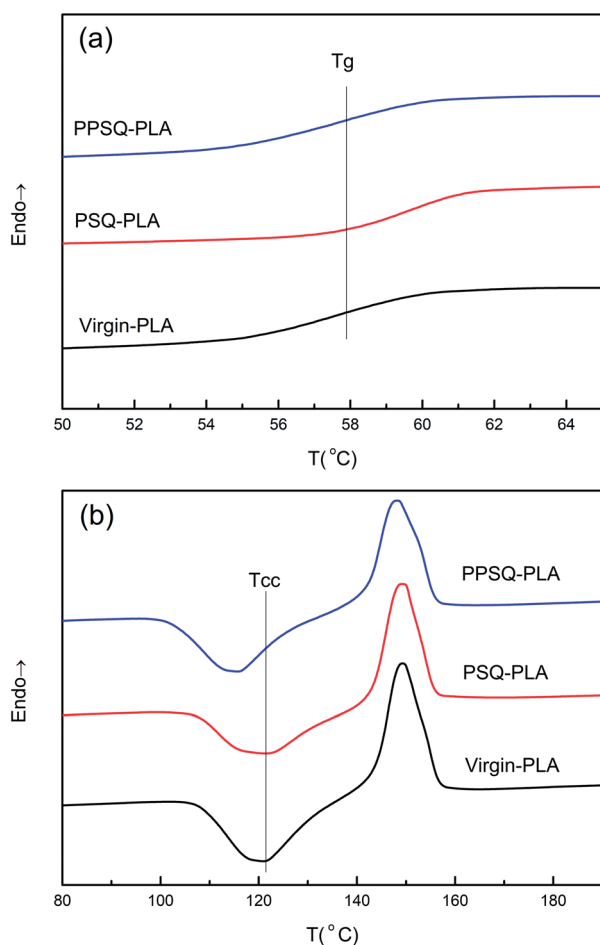 (a)
Tg
PPSQ-PLA
PSQ-PLA
Virgin-PLA
Endo→
50 52 54 56 58 60 62 64
T(°C)
(b)
Tcc
PPSQ-PLA
PSQ-PLA
Virgin-PLA
Endo→
80 100 120 140 160 180
T(°C)